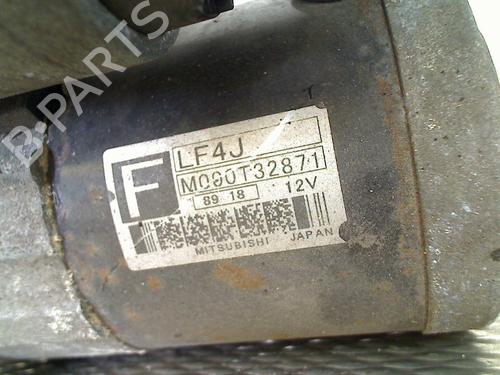 B-PARTS
F
LF4J
M000T32871
89 18 12V
MITSUBISHI JAPAN